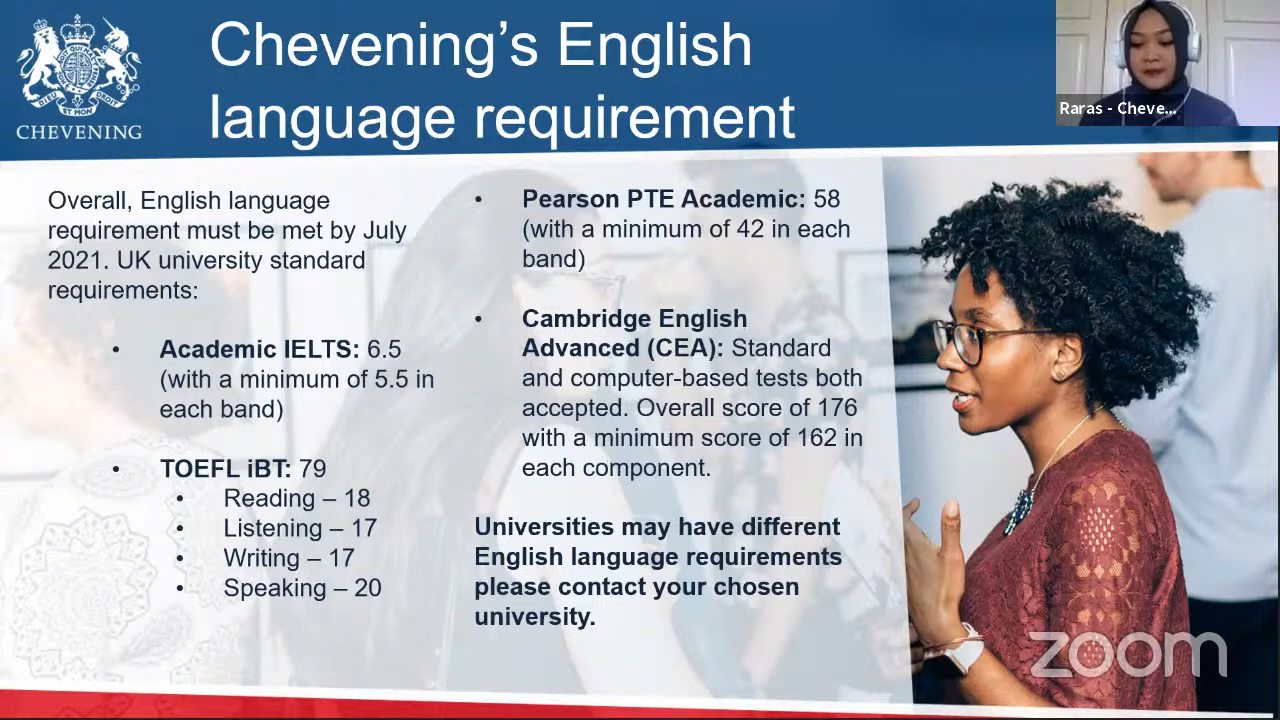 Chevening’s English
language requirement
CHEVENING
Raras - Cheve...
Overall, English language
requirement must be met by July
2021. UK university standard
requirements:
• Academic IELTS: 6.5
(with a minimum of 5.5 in
each band)
• TOEFL iBT: 79
• Reading – 18
• Listening – 17
• Writing – 17
• Speaking – 20
• Pearson PTE Academic: 58
(with a minimum of 42 in each
band)
• Cambridge English
Advanced (CEA): Standard
and computer-based tests both
accepted. Overall score of 176
with a minimum score of 162 in
each component.
Universities may have different
English language requirements
please contact your chosen
university.
zoom